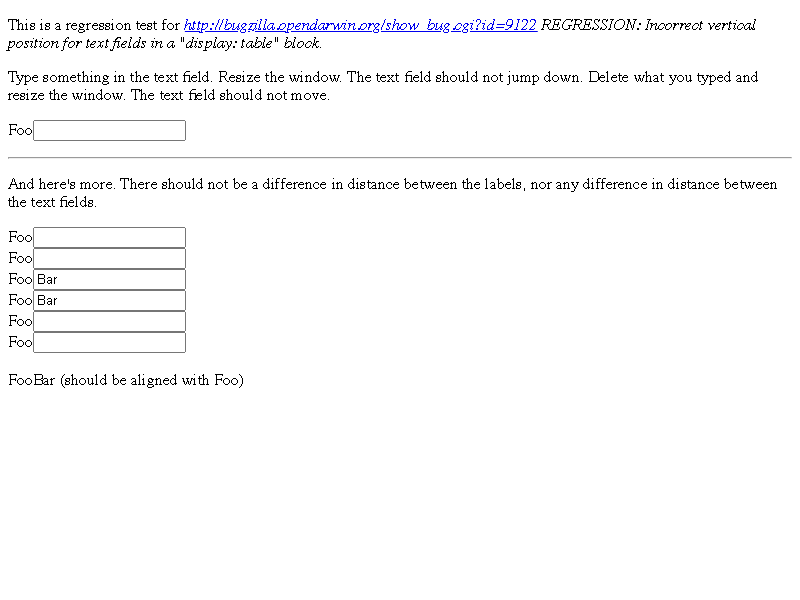 This is a regression test for http://bugzilla.opendarwin.org/show_bug.cgi?id=9122 REGRESSION: Incorrect vertical
position for text fields in a "display: table" block.
Type something in the text field. Resize the window. The text field should not jump down. Delete what you typed and
resize the window. The text field should not move.
Foo
And here's more. There should not be a difference in distance between the labels, nor any difference in distance between
the text fields.
Foo
Foo
Foo Bar
Foo Bar
Foo
Foo
FooBar (should be aligned with Foo)